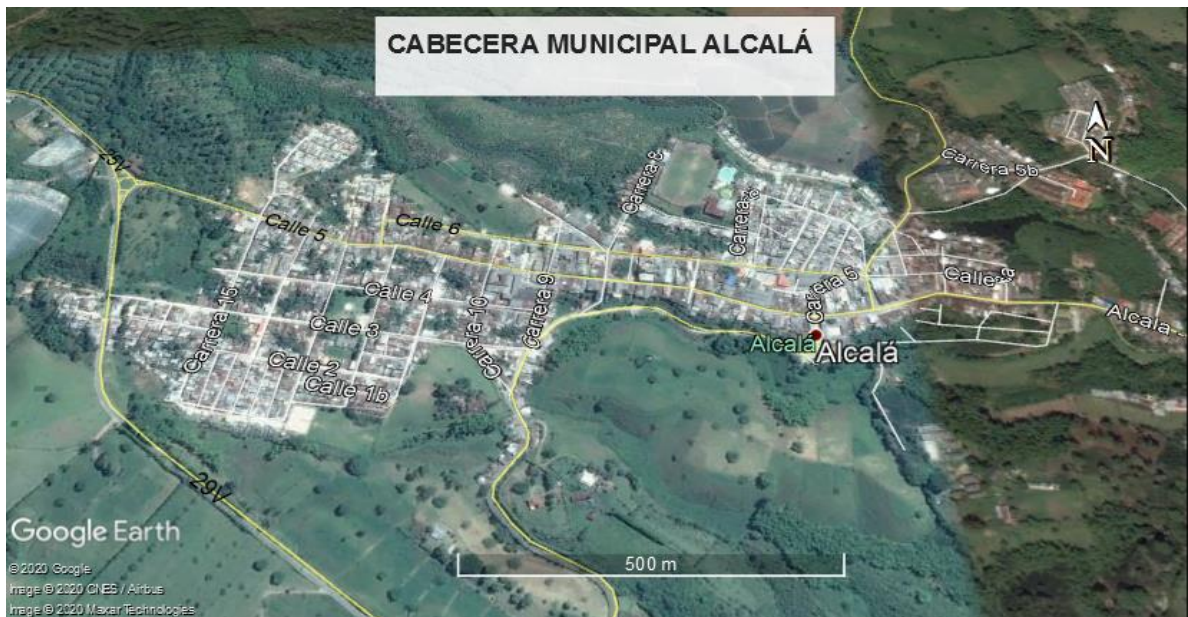 CABECERA MUNICIPAL ALCALÁ
Carrera 5b
N
29V
Carrera 8
Calle 5
Calle 6
Carrera 5
Alcala
Carrera 15
Calle 4
Carrera 10
Carrera 9
Calle 3
Alcalá
Alcalá
Calle 2
Calle 1b
29V
Google Earth
500 m
© 2020 Google
Image © 2020 CNES / Airbus
Image © 2020 Maxar Technologies